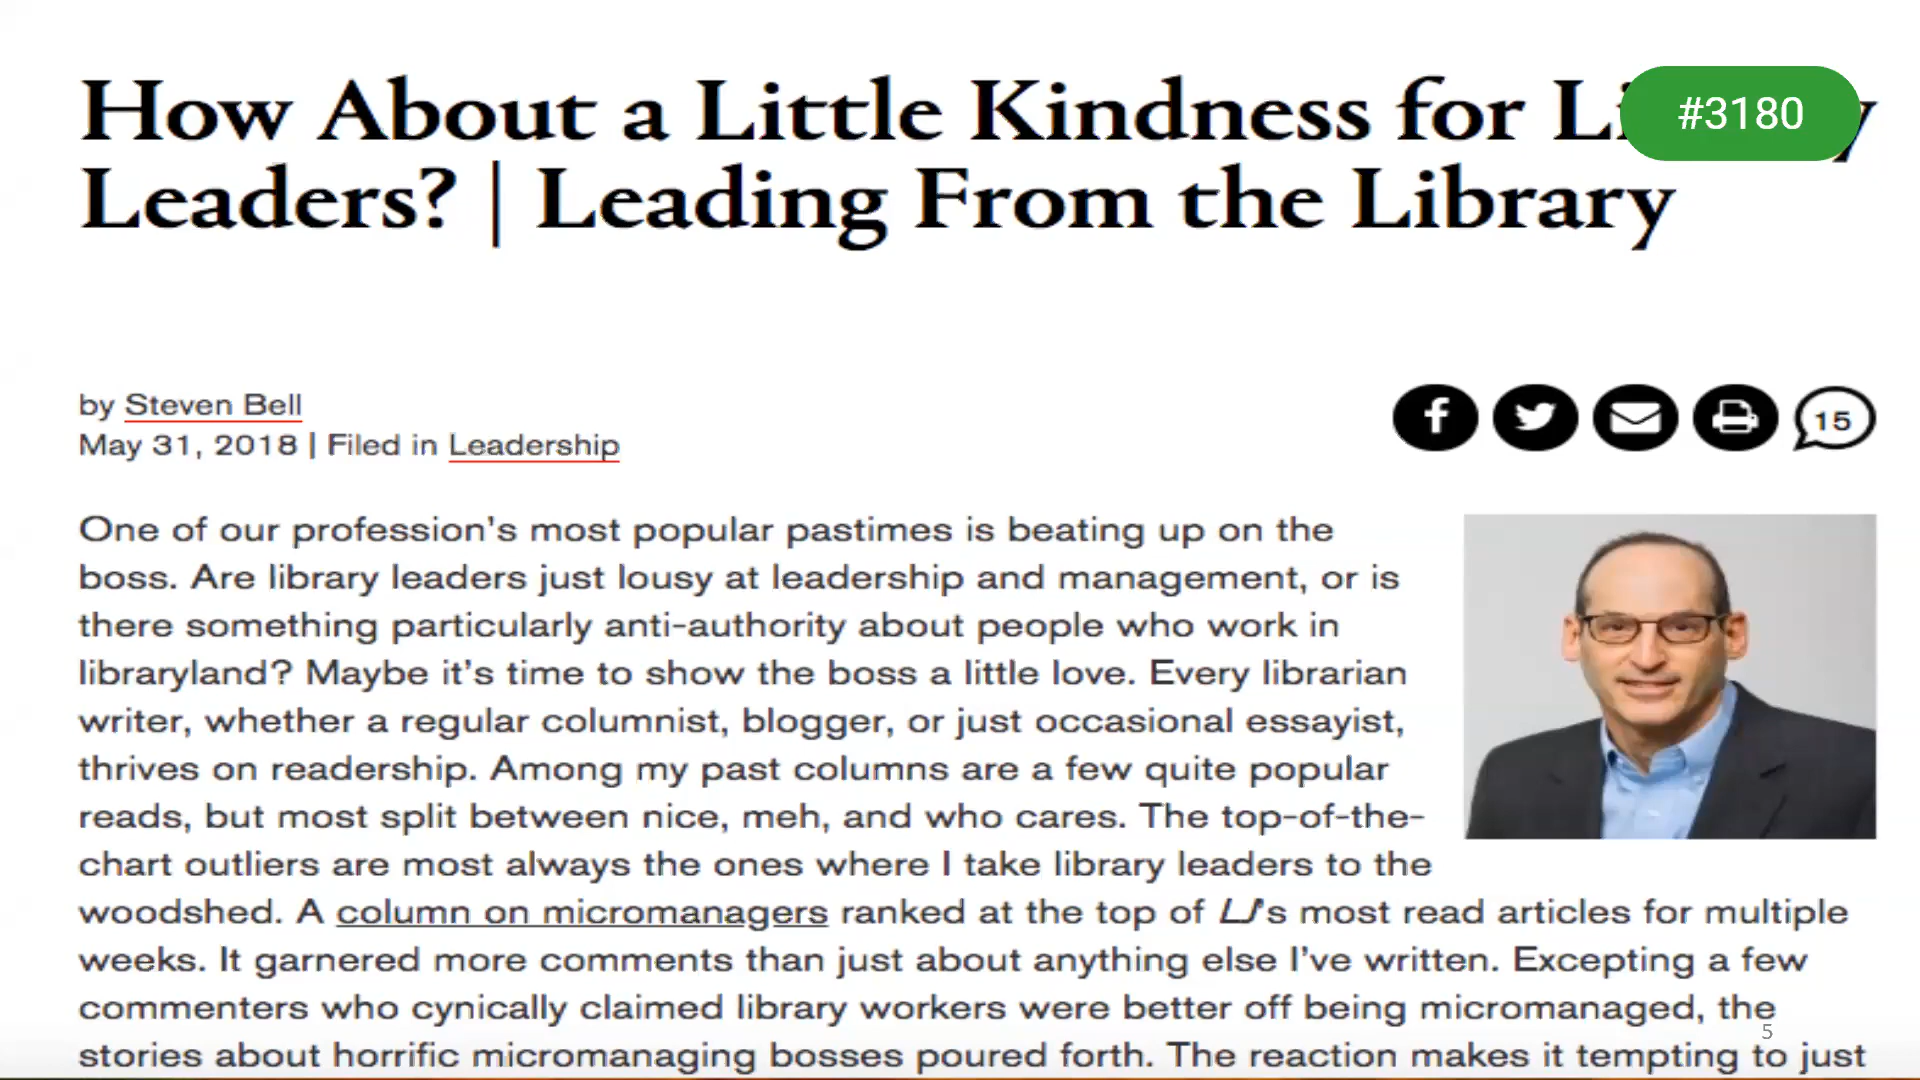 How About a Little Kindness for
#3180
Leaders? | Leading From the Library
by Steven Bell
May 31, 2018 | Filed in Leadership
15
One of our profession's most popular pastimes is beating up on the
boss. Are library leaders just lousy at leadership and management, or is
there something particularly anti-authority about people who work in
libraryland? Maybe it's time to show the boss a little love. Every librarian
writer, whether a regular columnist, blogger, or just occasional essayist,
thrives on readership. Among my past columns are a few quite popular
reads, but most split between nice, meh, and who cares. The top-of-the-
chart outliers are most always the ones where I take library leaders to the
woodshed. A column on micromanagers ranked at the top of LJ's most read articles for multiple
weeks. It garnered more comments than just about anything else I've written. Excepting a few
commenters who cynically claimed library workers were better off being micromanaged, the
5
stories about horrific micromanaging bosses poured forth. The reaction makes it tempting to just